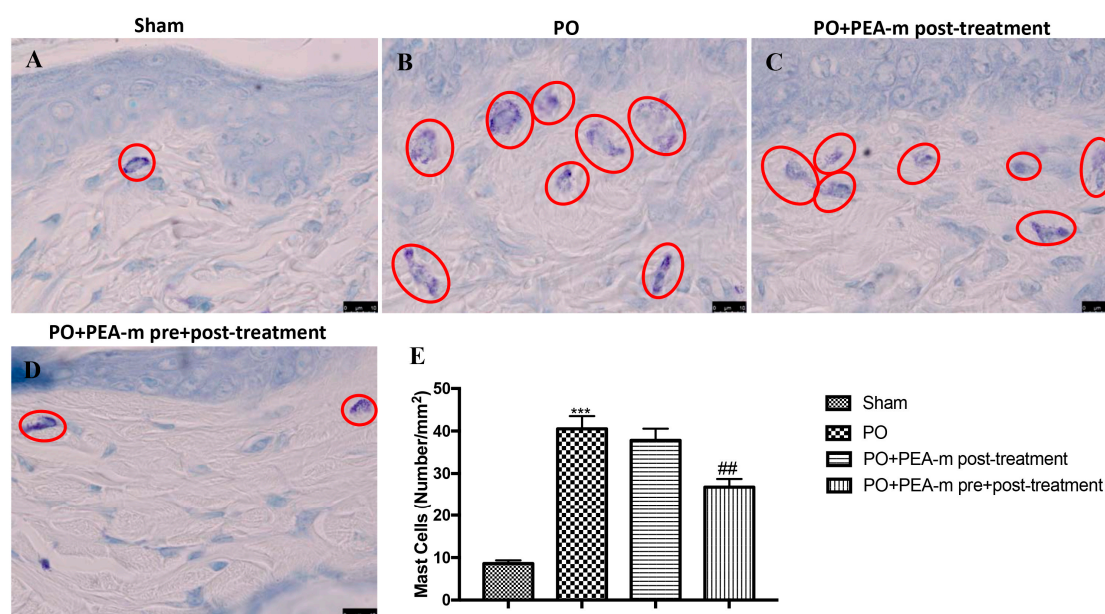 Sham
PO
PO+PEA-m post-treatment
A
B
C
PO+PEA-m pre+post-treatment
D
E
Mast Cells (Number/mm²)
50
40
30
20
10
0
***
##
Sham
PO
PO+PEA-m post-treatment
PO+PEA-m pre+post-treatment